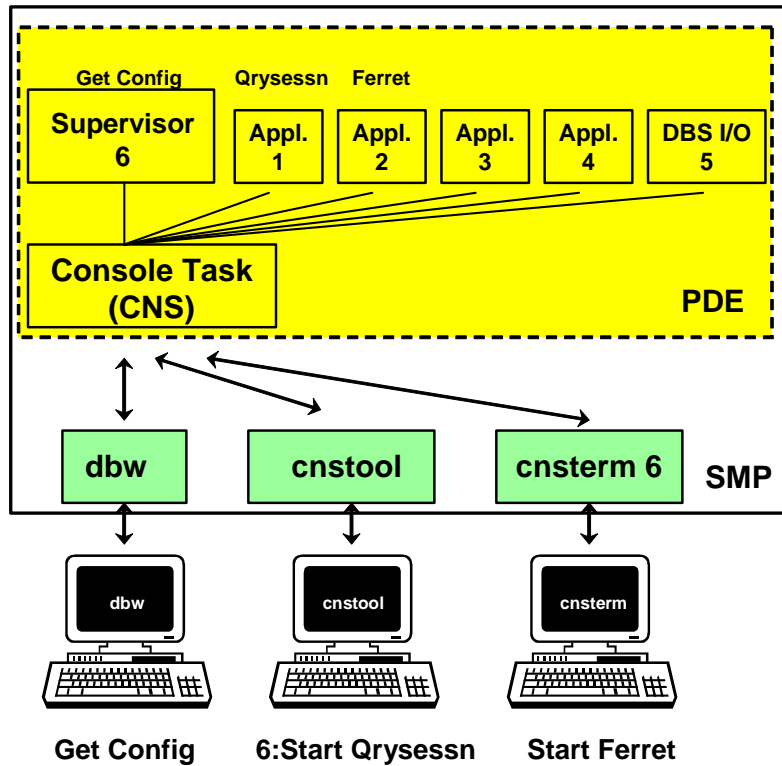 Get Config
Qrysessn
Ferret
Supervisor
6
Appl.
1
Appl.
2
Appl.
3
Appl.
4
DBS I/O
5
Console Task
(CNS)
PDE
dbw
cnstool
cnsterm 6
SMP
dbw
cnstool
cnsterm
Get Config
6:Start Qrysessn
Start Ferret